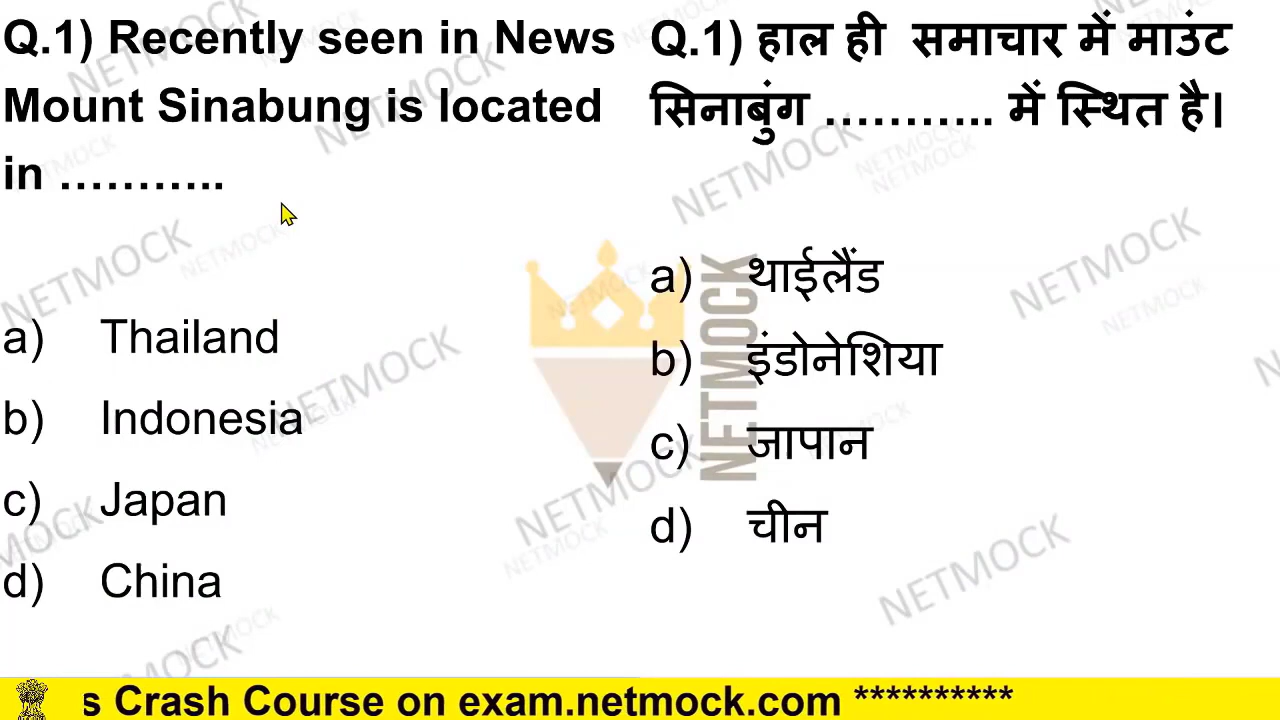 Q.1) Recently seen in News
Mount Sinabung is located
in ………..
a) Thailand
b) Indonesia
c) Japan
d) China
Q.1) हाल ही समाचार में माउंट
सिनाबुंग ……….. में स्थित है।
a) थाईलैंड
b) इंडोनेशिया
c) जापान
d) चीन
NETMOCK
s Crash Course on exam.netmock.com **********